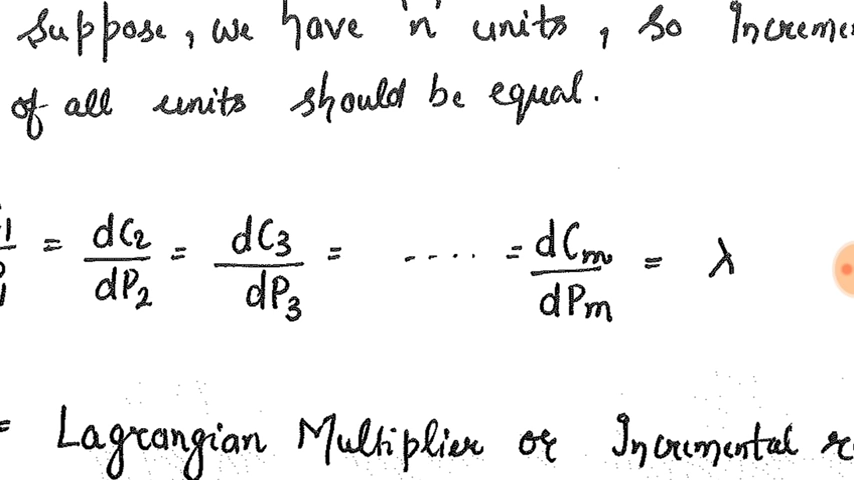 suppose, we have 'n' units, so Increme
of all units should be equal.
= dC2/dP2 = dC3/dP3 = ---- = dCm/dPm = λ
= Lagrangian Multiplier or Incremental